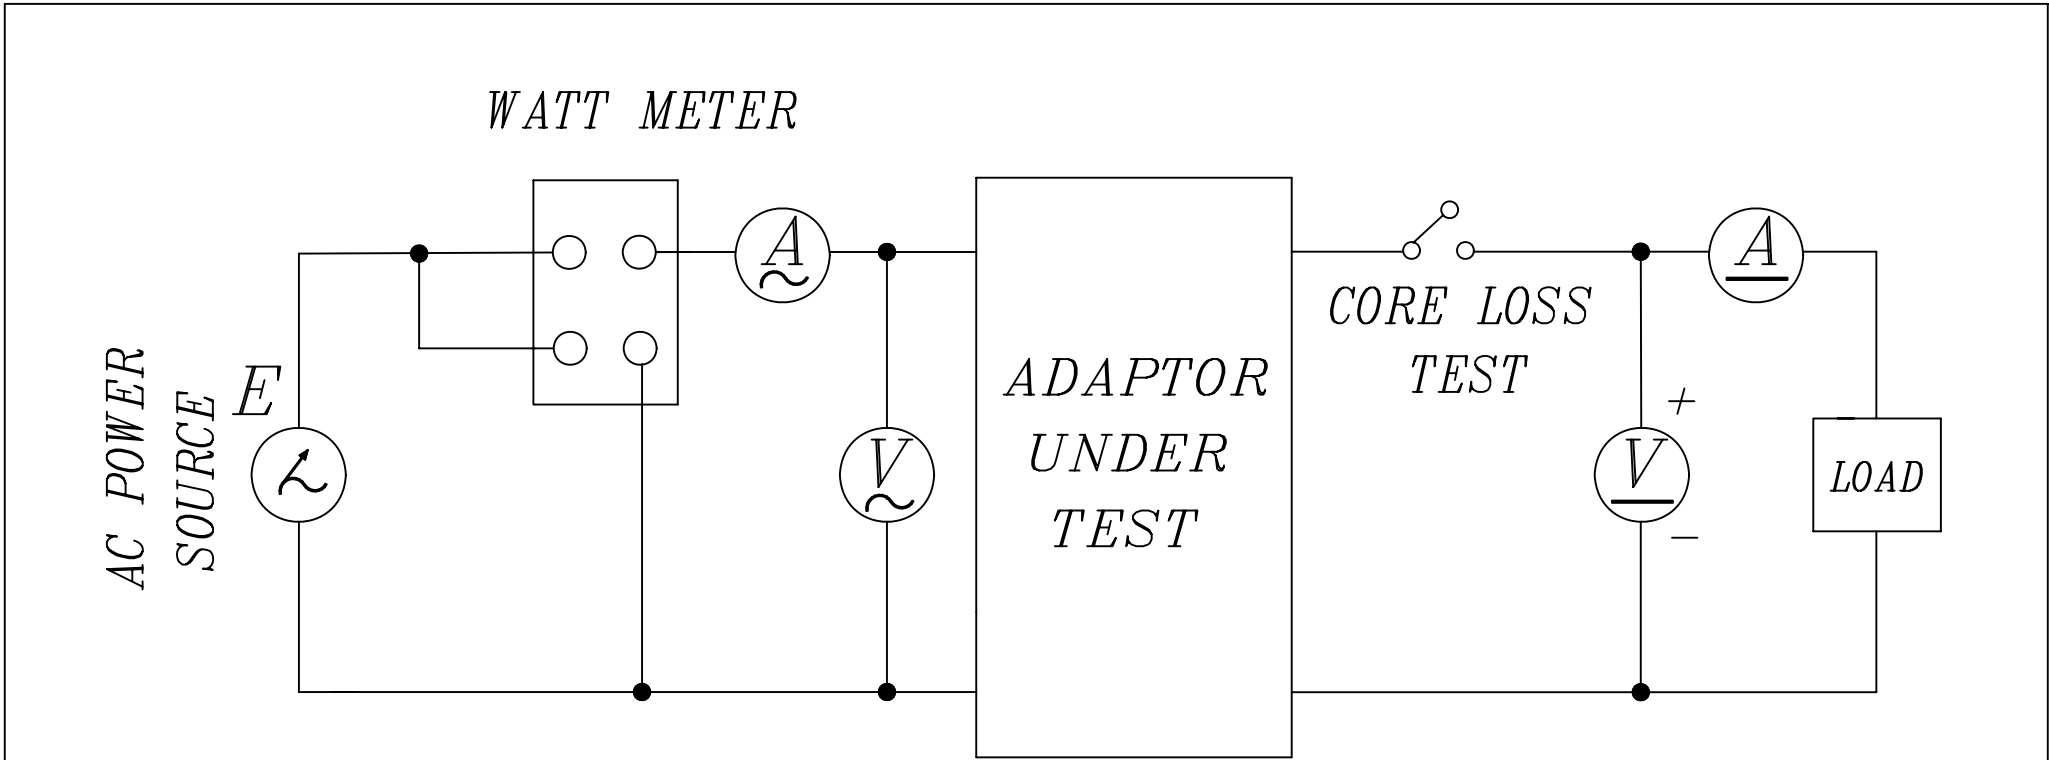 WATT METER
AC POWER
SOURCE
E
A
V
ADAPTOR
UNDER
TEST
CORE LOSS
TEST
A
+
V
-
LOAD